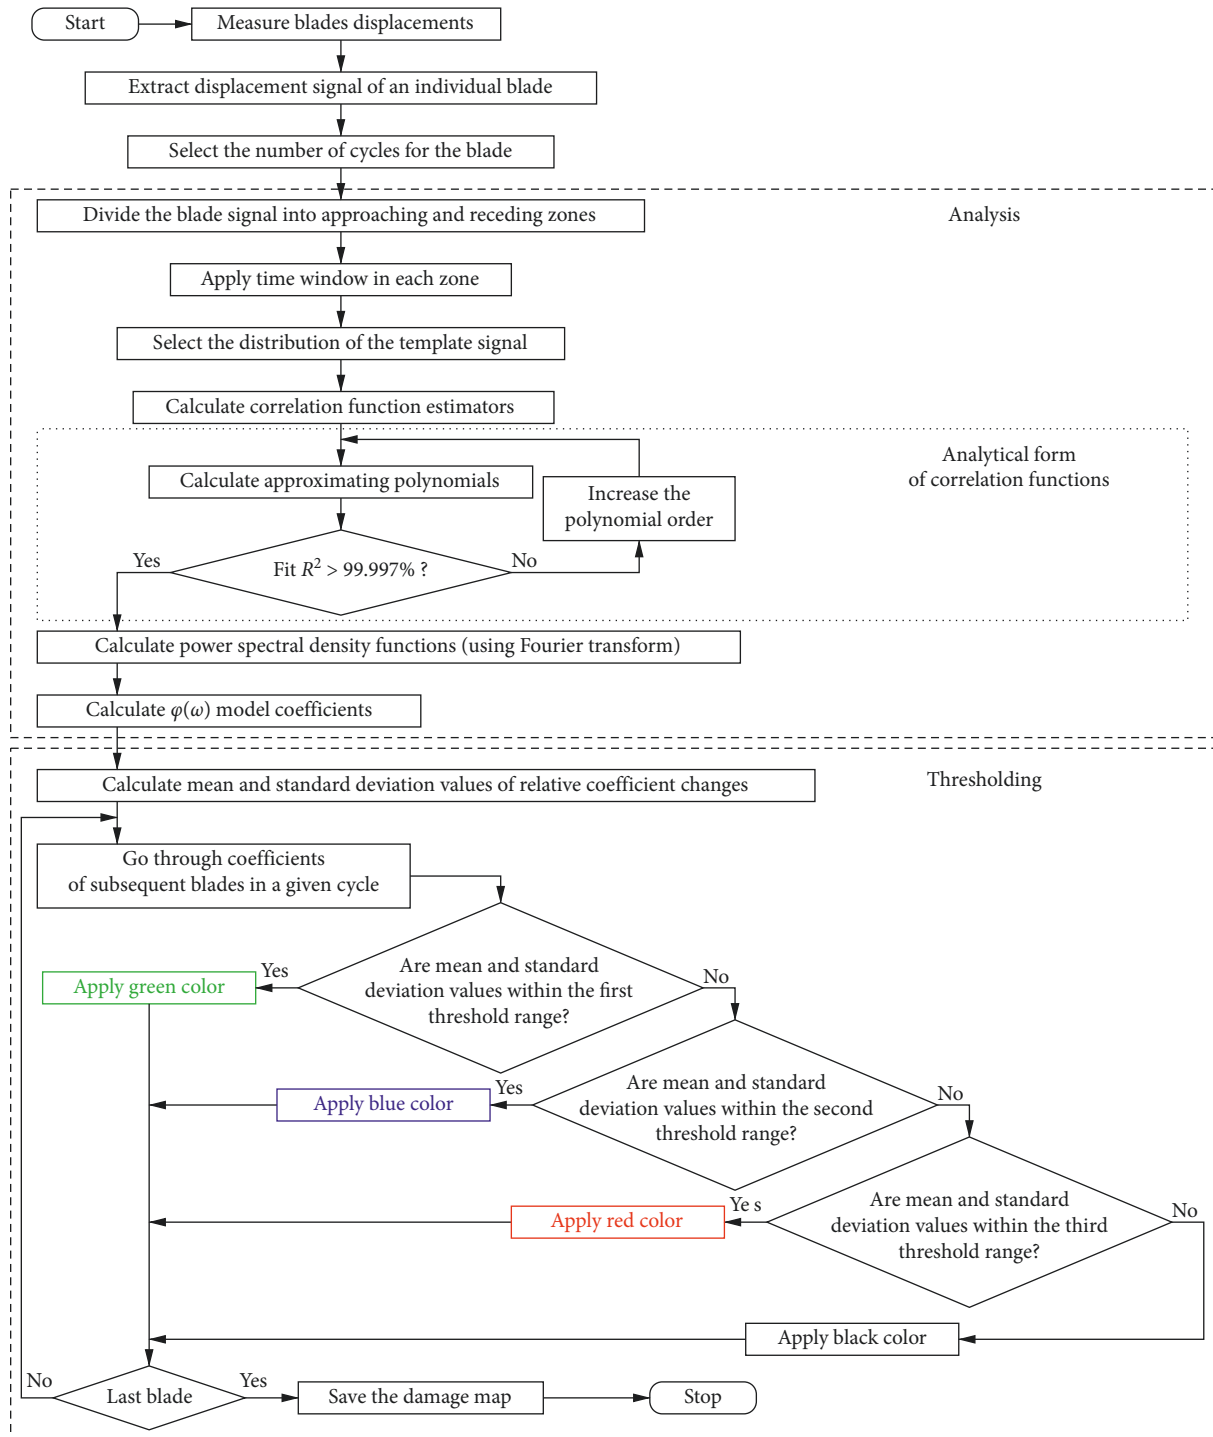 Start
Measure blades displacements
Extract displacement signal of an individual blade
Select the number of cycles for the blade
Divide the blade signal into approaching and receding zones
Analysis
Apply time window in each zone
Select the distribution of the template signal
Calculate correlation function estimators
Analytical form
of correlation functions
Calculate approximating polynomials
Increase the
polynomial order
Yes
Fit R² > 99.997% ?
No
Calculate power spectral density functions (using Fourier transform)
Calculate φ(ω) model coefficients
Calculate mean and standard deviation values of relative coefficient changes
Thresholding
Go through coefficients
of subsequent blades in a given cycle
Apply green color
Yes
Are mean and standard
deviation values within the first
threshold range?
No
Apply blue color
Yes
Are mean and standard
deviation values within the second
threshold range?
No
Apply red color
Ye s
Are mean and standard
deviation values within the third
threshold range?
No
Apply black color
No
Last blade
Yes
Save the damage map
Stop